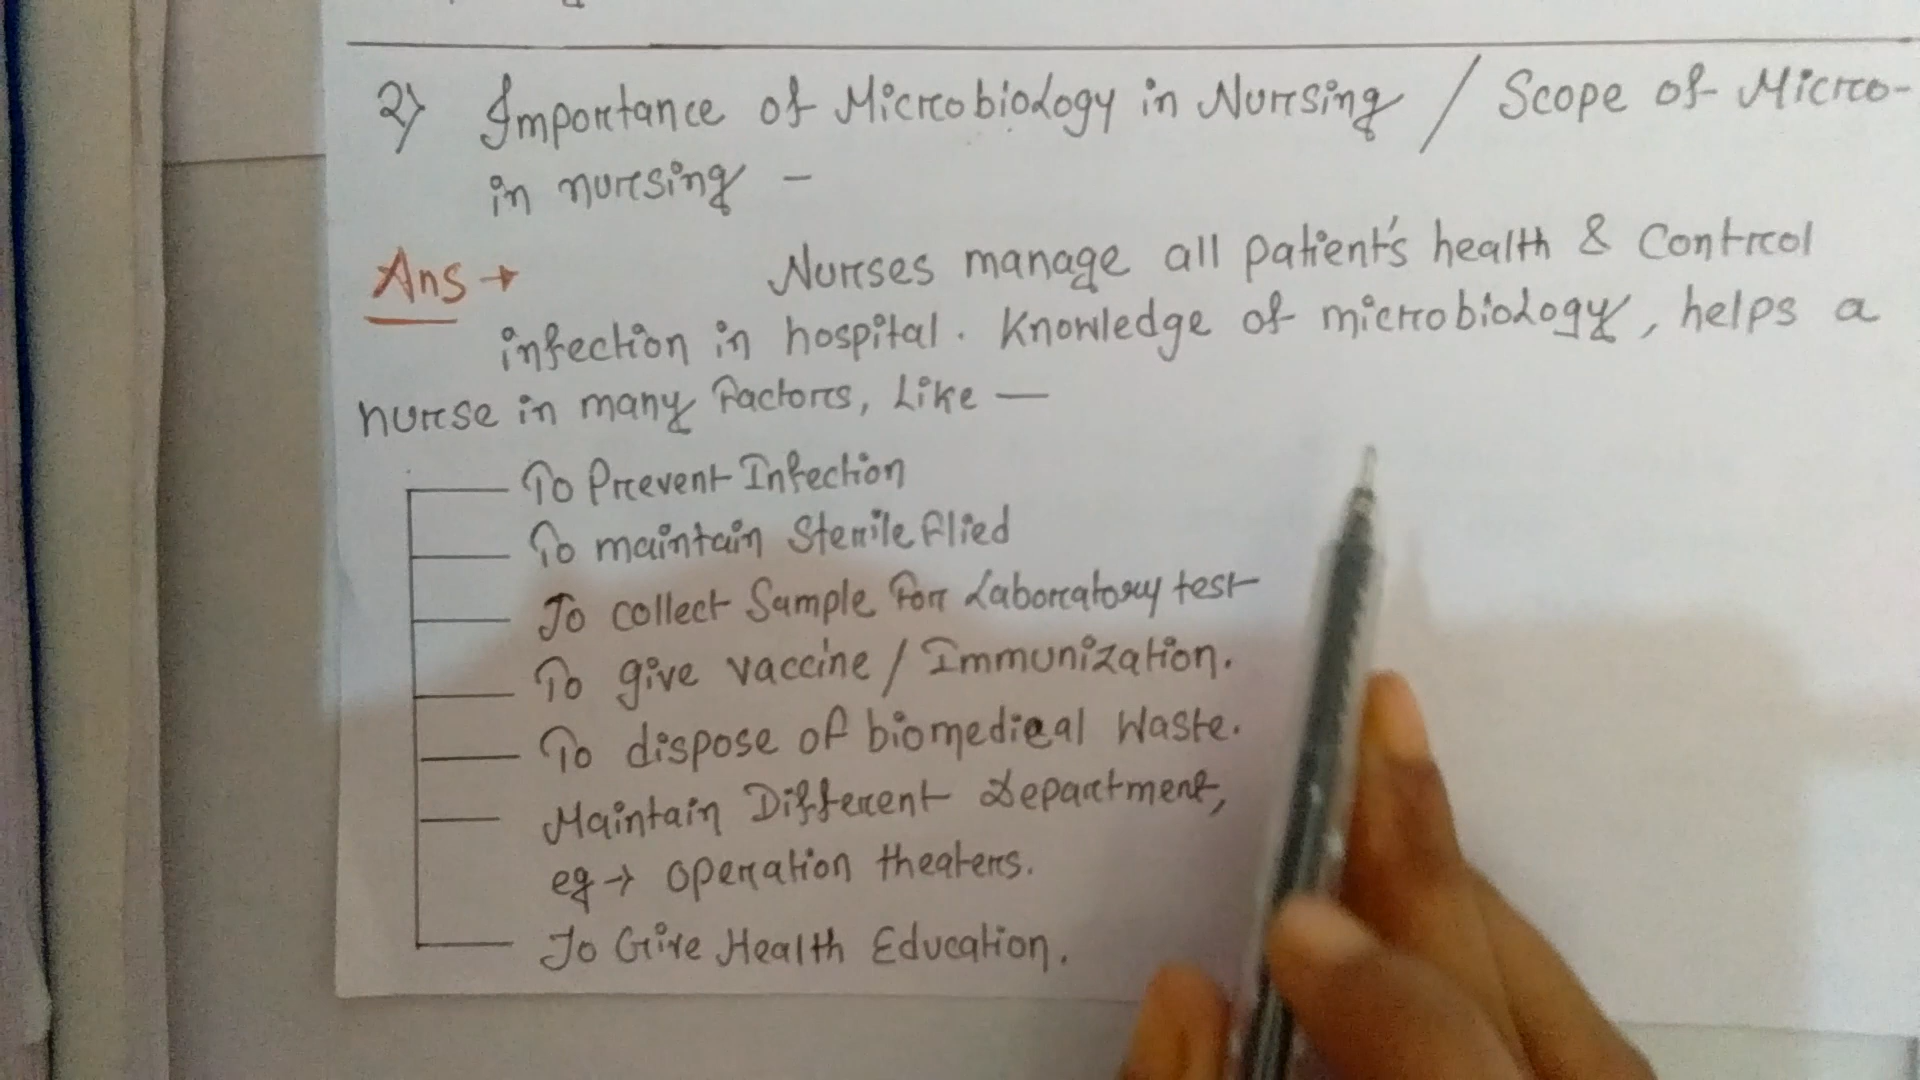 2) Importance of Microbiology in Nursing / Scope of Micro-
in nursing -
Ans → Nurses manage all patient's health & Control
infection in hospital. Knowledge of microbiology, helps a
nurse in many Factors, Like —
To Prevent Infection
To maintain Sterile Flied
To collect Sample For Laboratory test
To give vaccine / Immunization.
To dispose of biomedical Waste.
Maintain Different Department,
eg → Operation theaters.
To Give Health Education.